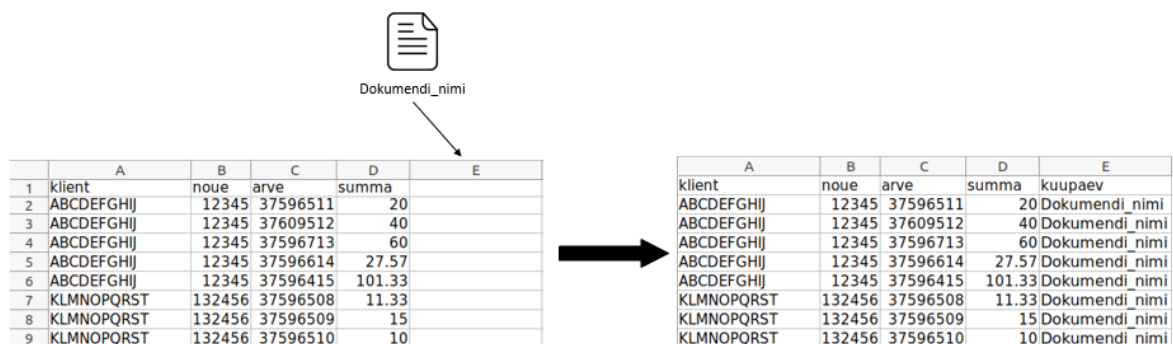 Dokumendi_nimi
A B C D E
1 klient noue arve summa
2 ABCDEFGHIJ 12345 37596511 20
3 ABCDEFGHIJ 12345 37609512 40
4 ABCDEFGHIJ 12345 37596713 60
5 ABCDEFGHIJ 12345 37596614 27.57
6 ABCDEFGHIJ 12345 37596415 101.33
7 KLMNOPQRST 132456 37596508 11.33
8 KLMNOPQRST 132456 37596509 15
9 KLMNOPQRST 132456 37596510 10
A B C D E
klient noue arve summa kuupaev
ABCDEFGHIJ 12345 37596511 20 Dokumendi_nimi
ABCDEFGHIJ 12345 37609512 40 Dokumendi_nimi
ABCDEFGHIJ 12345 37596713 60 Dokumendi_nimi
ABCDEFGHIJ 12345 37596614 27.57 Dokumendi_nimi
ABCDEFGHIJ 12345 37596415 101.33 Dokumendi_nimi
KLMNOPQRST 132456 37596508 11.33 Dokumendi_nimi
KLMNOPQRST 132456 37596509 15 Dokumendi_nimi
KLMNOPQRST 132456 37596510 10 Dokumendi_nimi